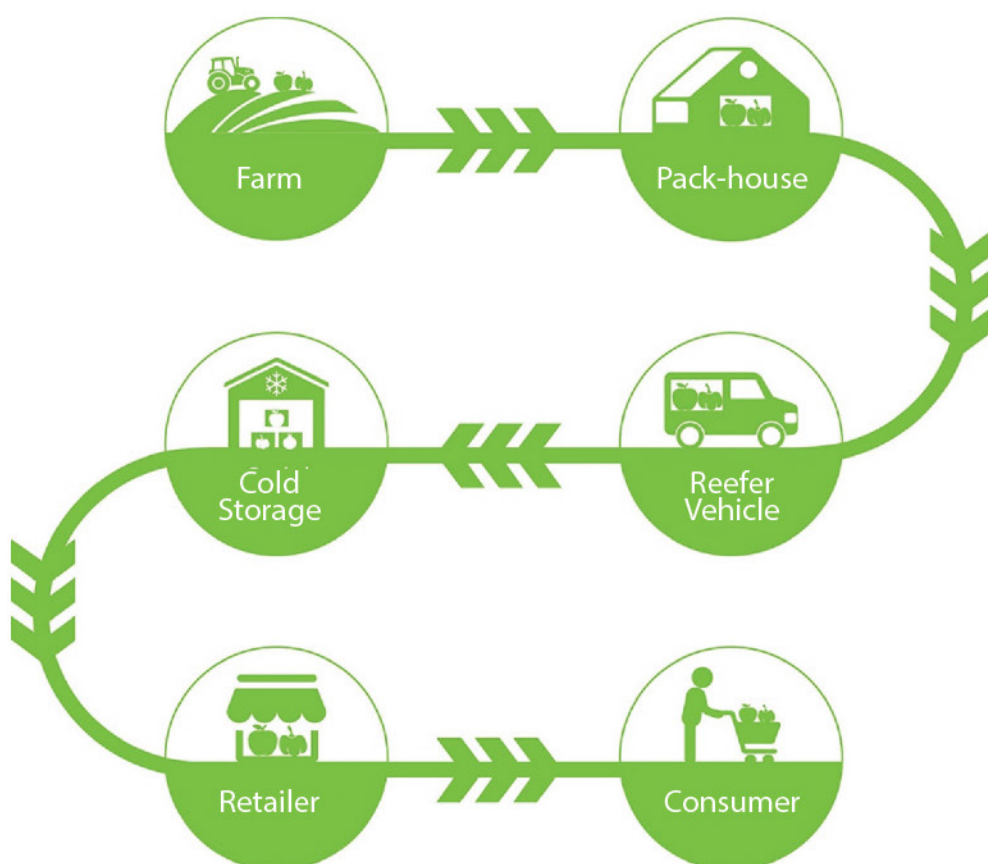 Farm
Pack-house
Reefer
Vehicle
Cold
Storage
Retailer
Consumer